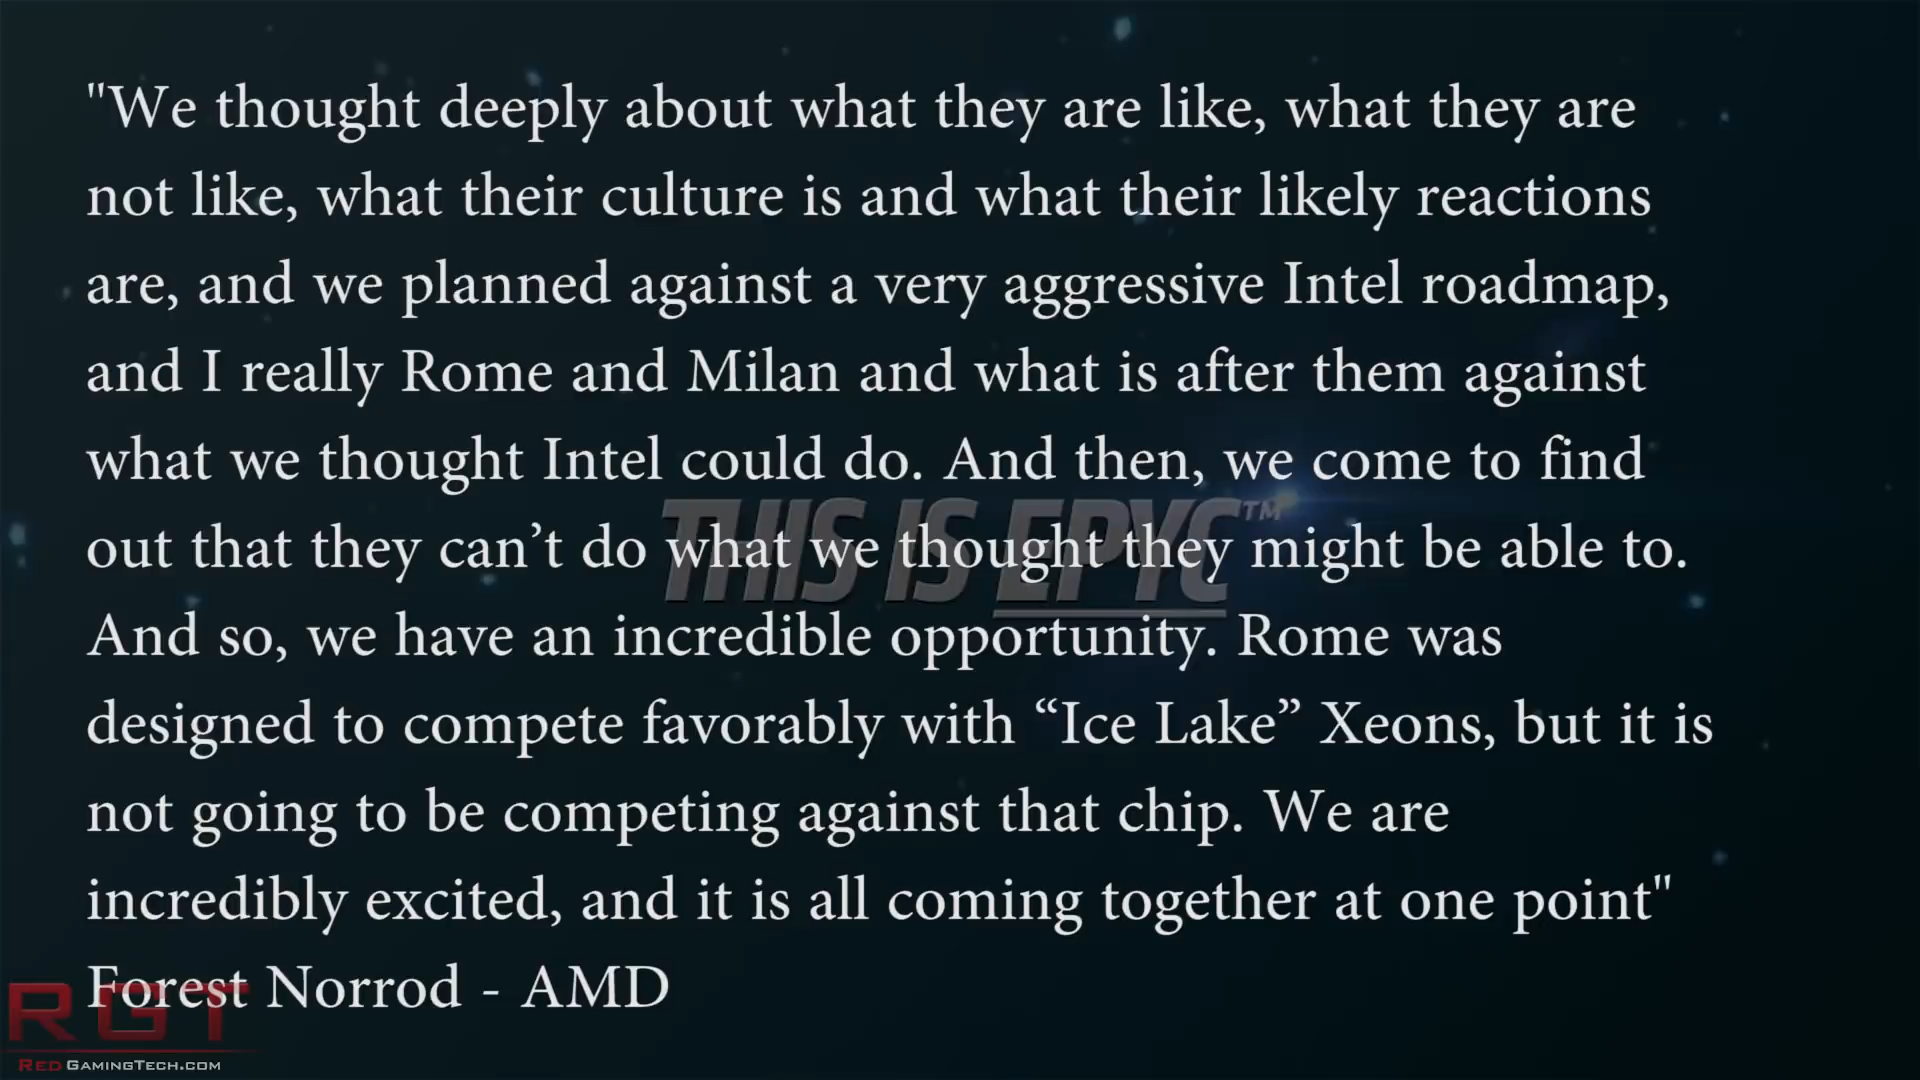 "We thought deeply about what they are like, what they are
not like, what their culture is and what their likely reactions
are, and we planned against a very aggressive Intel roadmap,
and I really Rome and Milan and what is after them against
what we thought Intel could do. And then, we come to find
out that they can’t do what we thought they might be able to.
THIS IS EPYC™
And so, we have an incredible opportunity. Rome was
designed to compete favorably with “Ice Lake” Xeons, but it is
not going to be competing against that chip. We are
incredibly excited, and it is all coming together at one point"
Forest Norrod - AMD
RGT
REDGAMINGTECH.COM